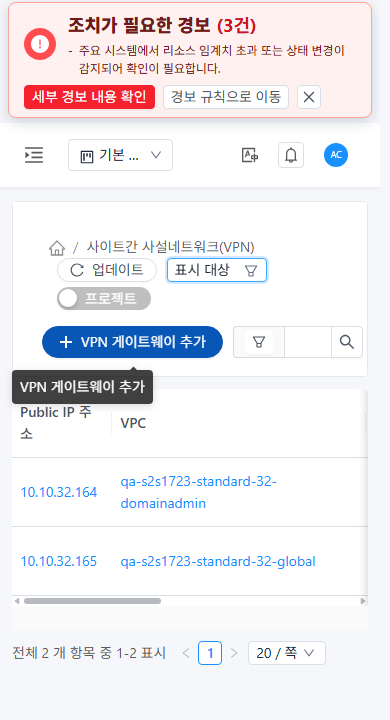 조치가 필요한 경보 (3건)
- 주요 시스템에서 리소스 임계치 초과 또는 상태 변경이
감지되어 확인이 필요합니다.
세부 경보 내용 확인 경보 규칙으로 이동
기본 ... AC
/ 사이트간 사설네트워크(VPN)
업데이트 표시 대상
프로젝트
VPN 게이트웨이 추가
VPN 게이트웨이 추가
Public IP 주
소
VPC
10.10.32.164
qa-s2s1723-standard-32-
domainadmin
10.10.32.165 qa-s2s1723-standard-32-global
전체 2 개 항목 중 1-2 표시 < 1 > 20 / 쪽